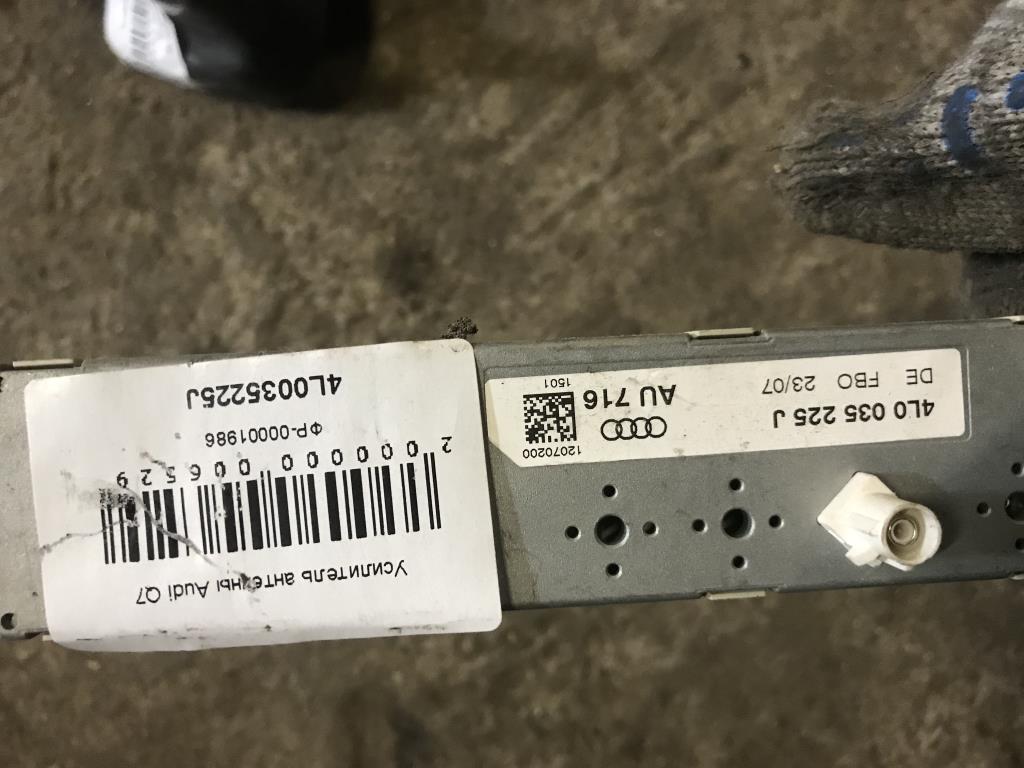 Усилитель антенны Audi Q7
2 000000 006529
ФР-00001986
4L0035225J
12070200
AU 716
1501
4L0 035 225 J
DE FBO 23/07